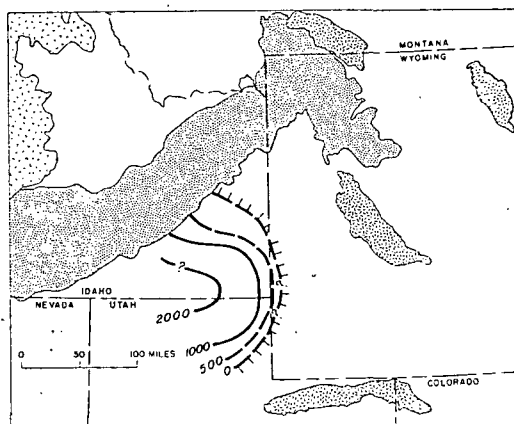 MONTANA
WYOMING
?
?
IDAHO
NEVADA UTAH
2000
1000
500
0
0 50 100 MILES
COLORADO